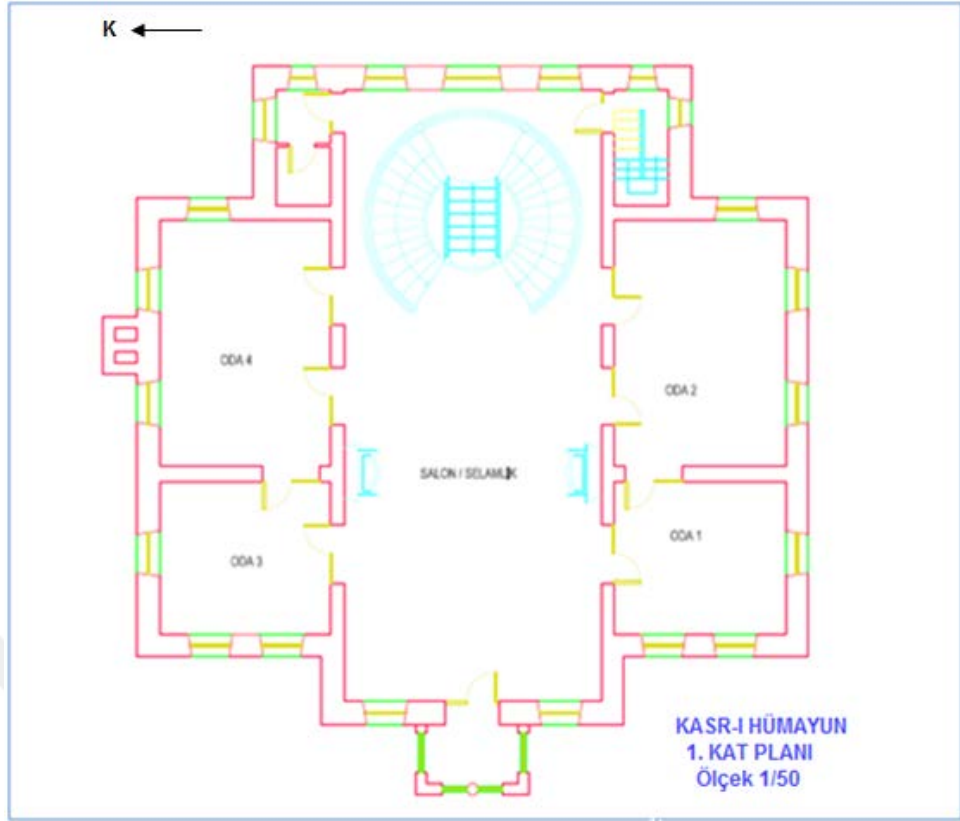 K
ODA 4
ODA 2
SALON / SELAMLIK
ODA 3
ODA 1
KASR-I HÜMAYUN
1. KAT PLANI
Ölçek 1/50